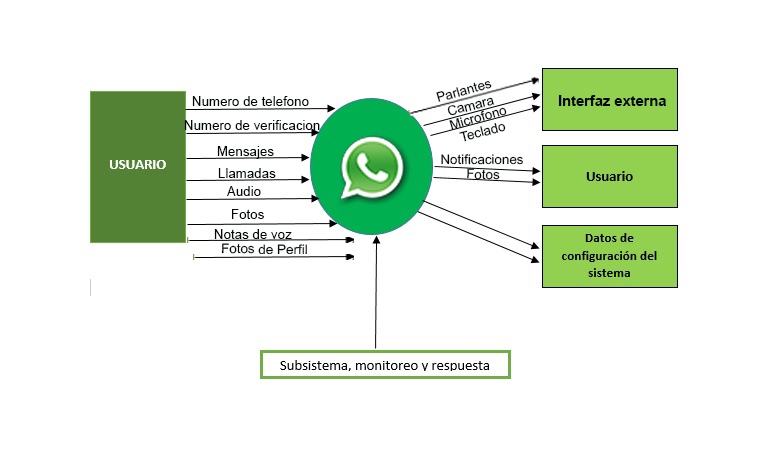 USUARIO
Numero de telefono
Numero de verificacion
Mensajes
Llamadas
Audio
Fotos
Notas de voz
Fotos de Perfil
Parlantes
Camara
Microfono
Teclado
Notificaciones
Fotos
Interfaz externa
Usuario
Datos de
configuración del
sistema
Subsistema, monitoreo y respuesta